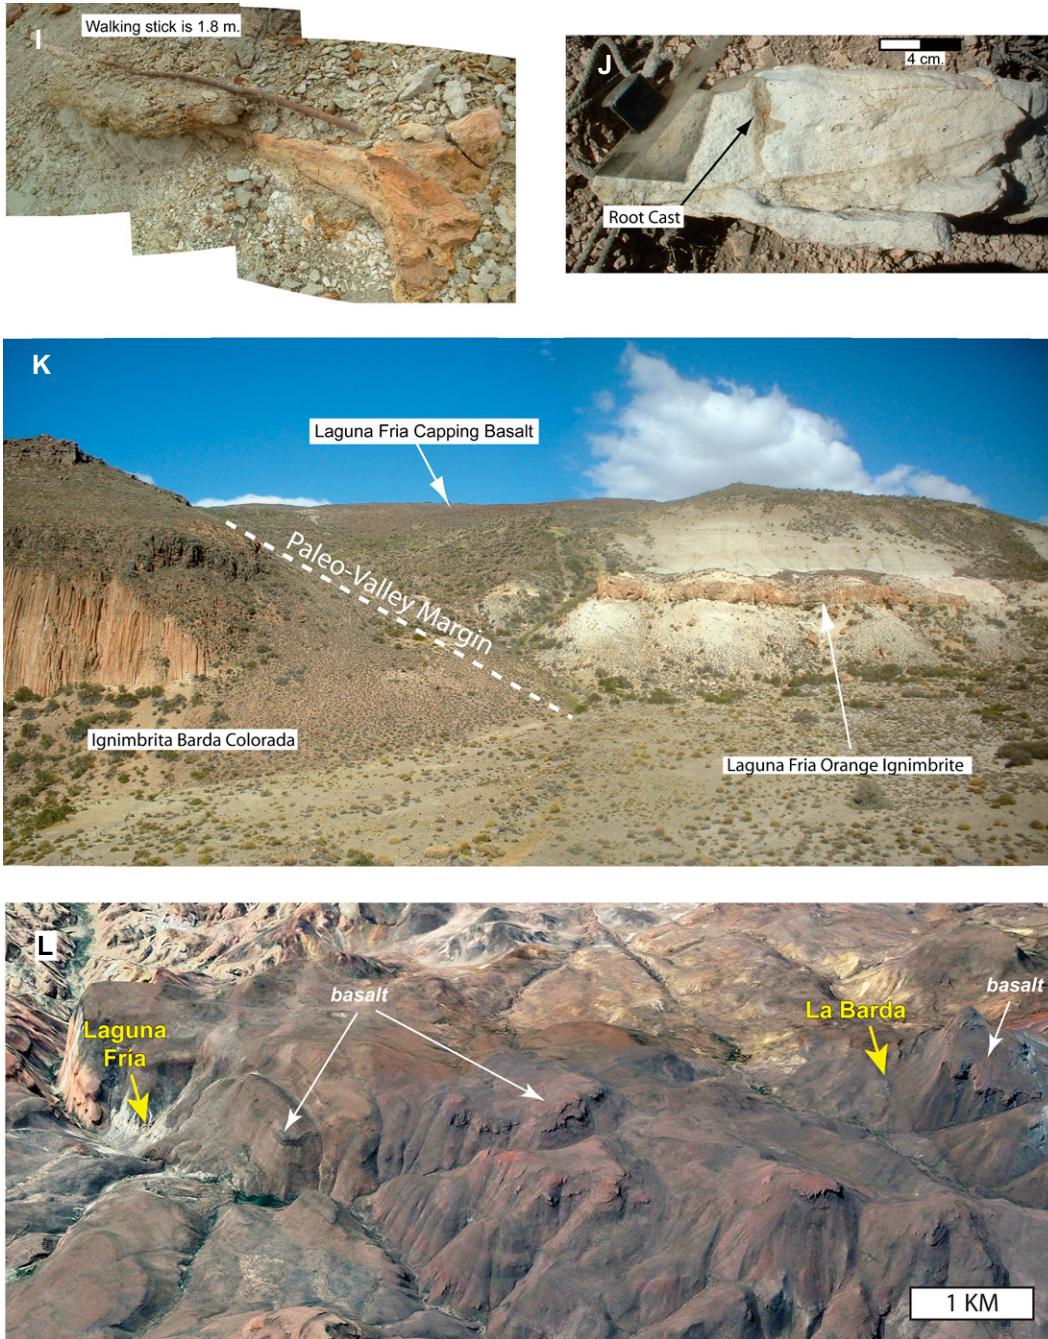 I
Walking stick is 1.8 m.
J
4 cm.
Root Cast
K
Laguna Fria Capping Basalt
Paleo-Valley Margin
Ignimbrita Barda Colorada
Laguna Fria Orange Ignimbrite
L
basalt
basalt
La Barda
Laguna
Fría
1 KM